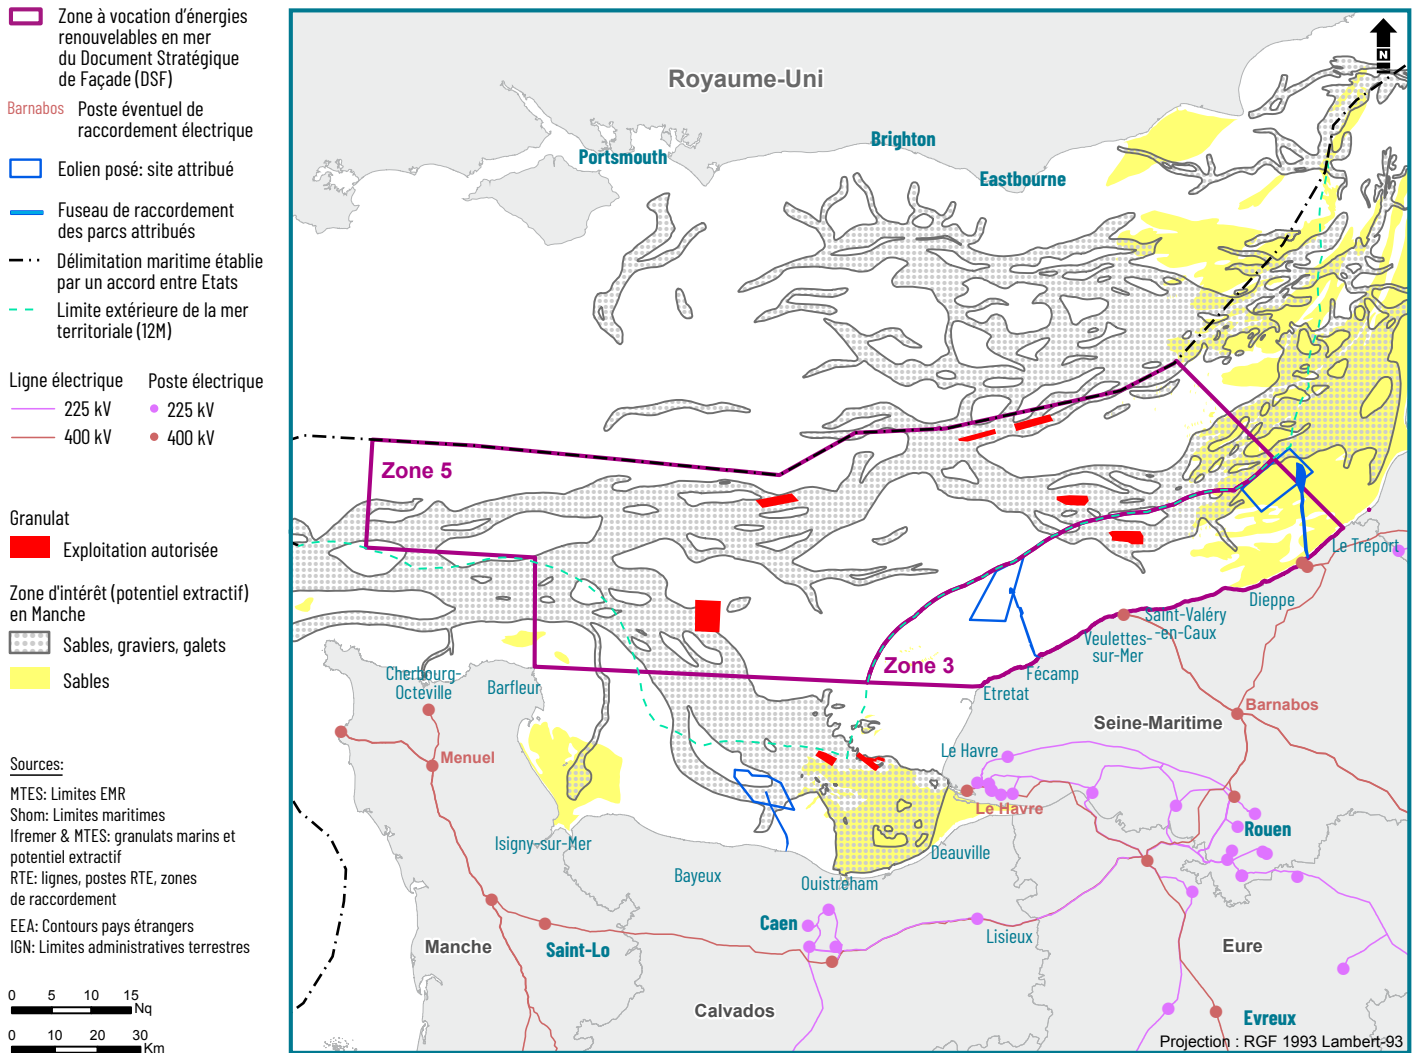 Zone à vocation d'énergies
renouvelables en mer
du Document Stratégique
de Façade (DSF)
Barnabos
Poste éventuel de
raccordement électrique
Eolien posé: site attribué
Fuseau de raccordement
des parcs attribués
Délimitation maritime établie
par un accord entre Etats
Limite extérieure de la mer
territoriale (12M)
Ligne électrique
Poste électrique
225 kV
225 kV
400 kV
400 kV
Granulat
Exploitation autorisée
Zone d'intérêt (potentiel extractif)
en Manche
Sables, graviers, galets
Sables
Sources:
MTES: Limites EMR
Shom: Limites maritimes
Ifremer & MTES: granulats marins et
potentiel extractif
RTE: lignes, postes RTE, zones
de raccordement
EEA: Contours pays étrangers
IGN: Limites administratives terrestres
0 5 10 15
Nq
0 10 20 30
Km
N
Royaume-Uni
Brighton
Portsmouth
Eastbourne
Zone 5
Le Tréport
Dieppe
Saint-Valéry
-en-Caux
Veulettes-
sur-Mer
Zone 3
Fécamp
Etretat
Cherbourg-
Octeville
Barfleur
Barnabos
Seine-Maritime
Menuel
Le Havre
Le Havre
Rouen
Isigny-sur-Mer
Deauville
Bayeux
Ouistreham
Caen
Lisieux
Manche
Saint-Lo
Eure
Calvados
Evreux
Projection : RGF 1993 Lambert-93